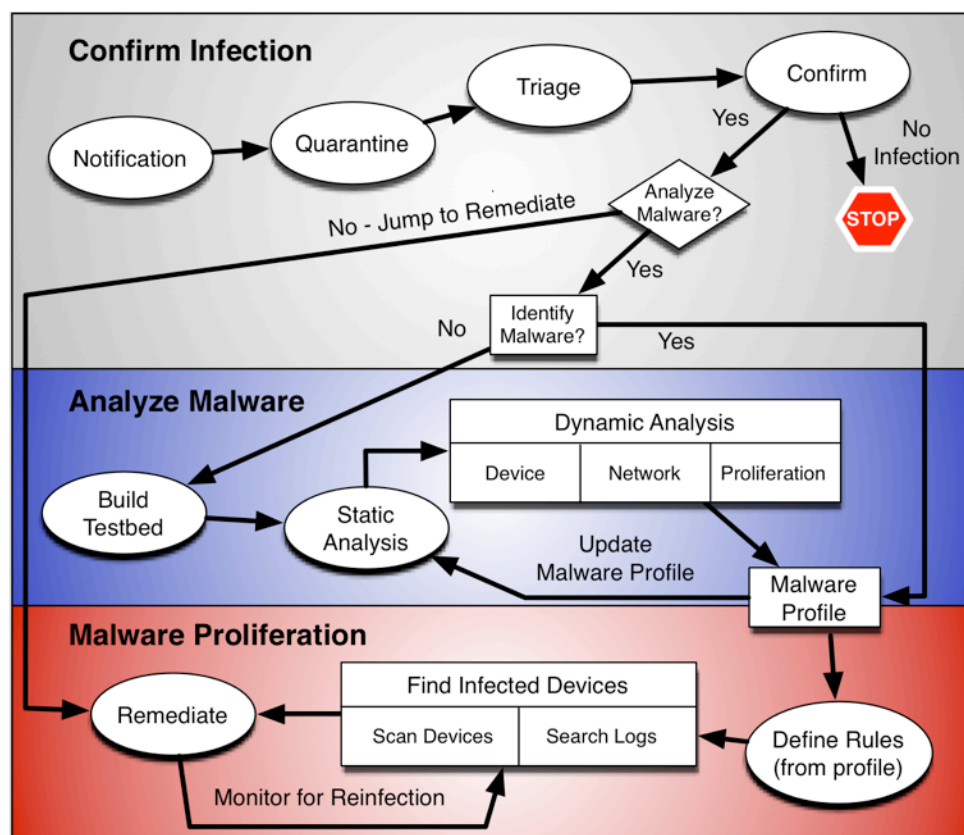 Confirm Infection
Notification
Quarantine
Triage
Confirm
Yes
No
Infection
STOP
Analyze
Malware?
No - Jump to Remediate
Yes
Identify
Malware?
No
Yes
Analyze Malware
Build
Testbed
Static
Analysis
Dynamic Analysis
Device
Network
Proliferation
Update
Malware Profile
Malware
Profile
Malware Proliferation
Remediate
Find Infected Devices
Scan Devices
Search Logs
Define Rules
(from profile)
Monitor for Reinfection